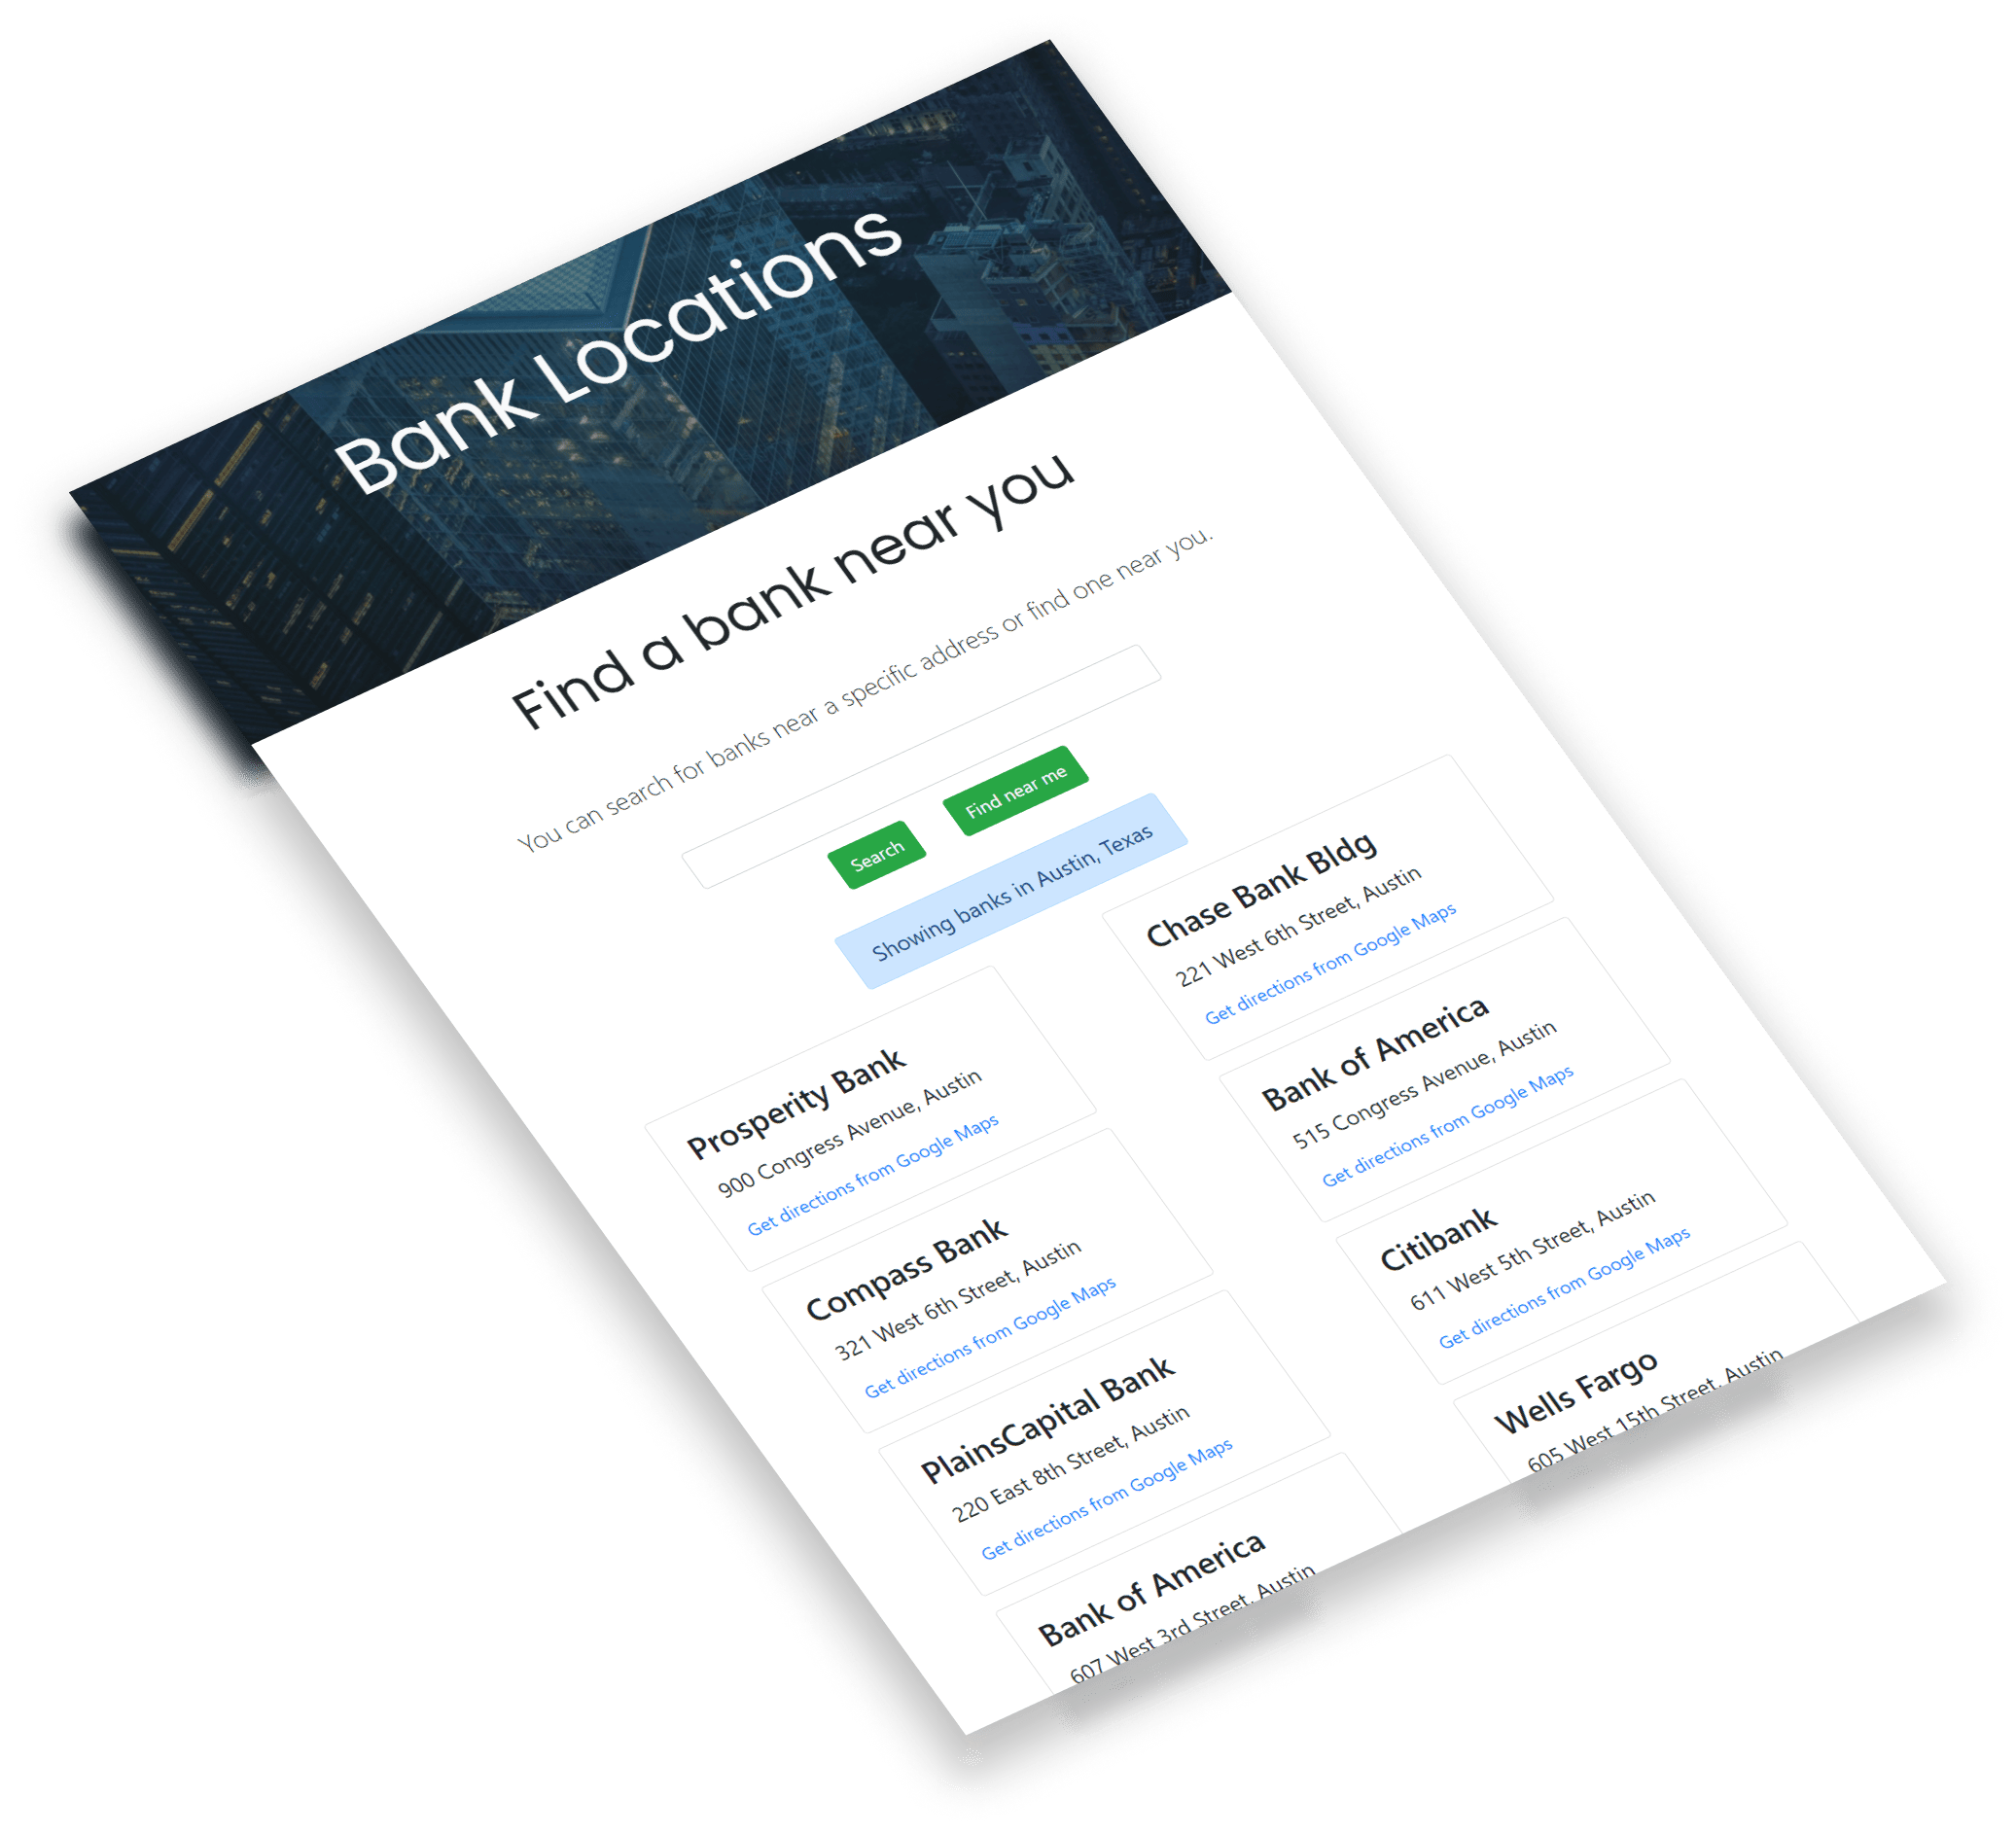 Bank Locations
Find a bank near you
You can search for banks near a specific address or find one near you.
Search
Find near me
Showing banks in Austin, Texas
Prosperity Bank
900 Congress Avenue, Austin
Get directions from Google Maps
Chase Bank Bldg
221 West 6th Street, Austin
Get directions from Google Maps
Compass Bank
321 West 6th Street, Austin
Get directions from Google Maps
Bank of America
515 Congress Avenue, Austin
Get directions from Google Maps
PlainsCapital Bank
220 East 8th Street, Austin
Get directions from Google Maps
Citibank
611 West 5th Street, Austin
Get directions from Google Maps
Bank of America
607 West 3rd Street, Austin
Wells Fargo
605 West 15th Street, Austin